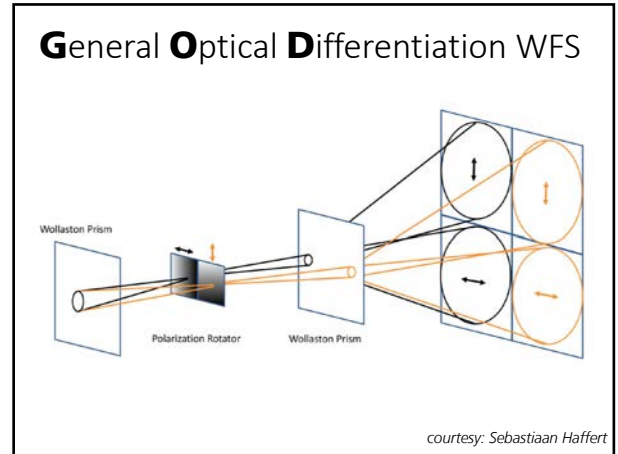 General Optical Differentiation WFS
Wollaston Prism
Polarization Rotator
Wollaston Prism
courtesy: Sebastiaan Haffert